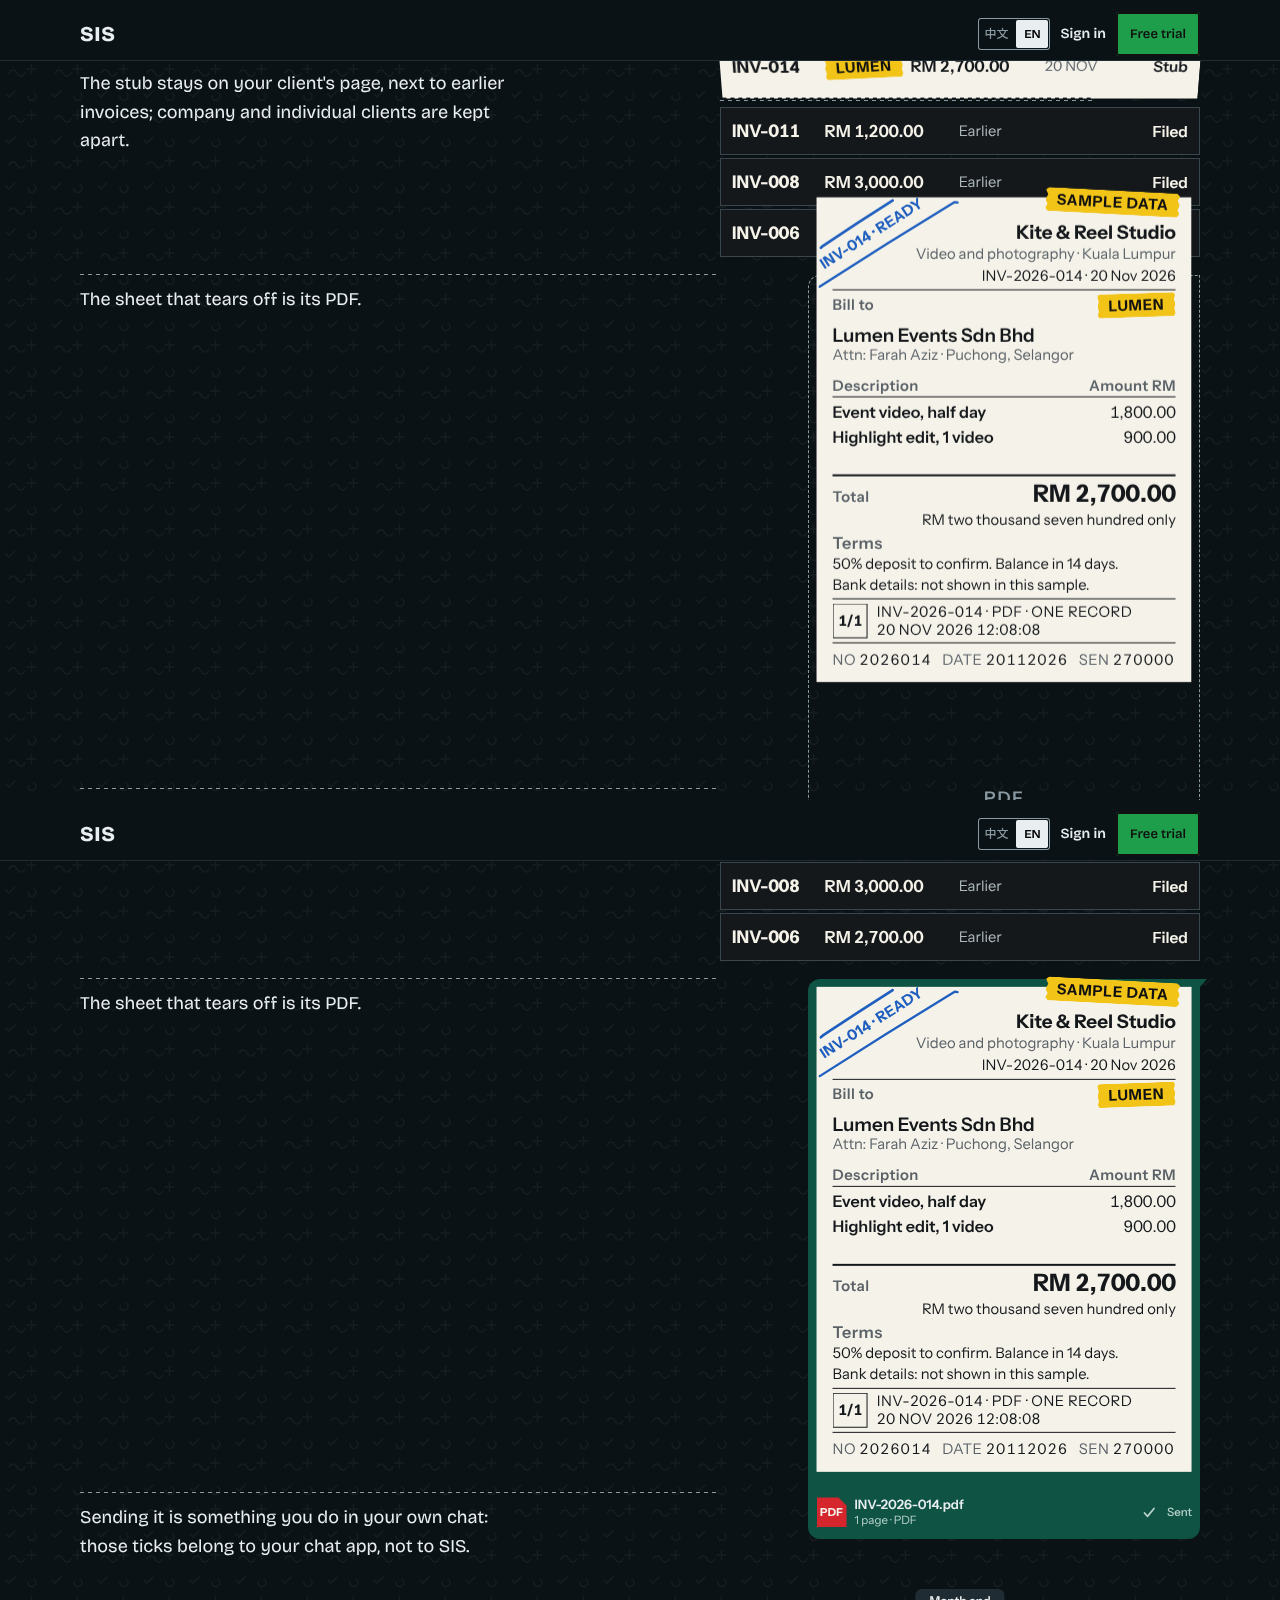 SIS
中文 EN Sign in Free trial
The stub stays on your client's page, next to earlier
invoices; company and individual clients are kept
apart.
INV-014 LUMEN RM 2,700.00 20 NOV Stub
INV-011 RM 1,200.00 Earlier Filed
INV-008 RM 3,000.00 Earlier Filed
INV-006
The sheet that tears off is its PDF.
SAMPLE DATA
INV-014 · READY
Kite & Reel Studio
Video and photography · Kuala Lumpur
INV-2026-014 · 20 Nov 2026
Bill to LUMEN
Lumen Events Sdn Bhd
Attn: Farah Aziz · Puchong, Selangor
Description Amount RM
Event video, half day 1,800.00
Highlight edit, 1 video 900.00
Total RM 2,700.00
RM two thousand seven hundred only
Terms
50% deposit to confirm. Balance in 14 days.
Bank details: not shown in this sample.
1/1 INV-2026-014 · PDF · ONE RECORD
20 NOV 2026 12:08:08
NO 2026014 DATE 20112026 SEN 270000
PDF
SIS
中文 EN Sign in Free trial
INV-008 RM 3,000.00 Earlier Filed
INV-006 RM 2,700.00 Earlier Filed
The sheet that tears off is its PDF.
SAMPLE DATA
INV-014 · READY
Kite & Reel Studio
Video and photography · Kuala Lumpur
INV-2026-014 · 20 Nov 2026
Bill to LUMEN
Lumen Events Sdn Bhd
Attn: Farah Aziz · Puchong, Selangor
Description Amount RM
Event video, half day 1,800.00
Highlight edit, 1 video 900.00
Total RM 2,700.00
RM two thousand seven hundred only
Terms
50% deposit to confirm. Balance in 14 days.
Bank details: not shown in this sample.
1/1 INV-2026-014 · PDF · ONE RECORD
20 NOV 2026 12:08:08
NO 2026014 DATE 20112026 SEN 270000
PDF INV-2026-014.pdf
1 page · PDF Sent
Sending it is something you do in your own chat:
those ticks belong to your chat app, not to SIS.
Month end